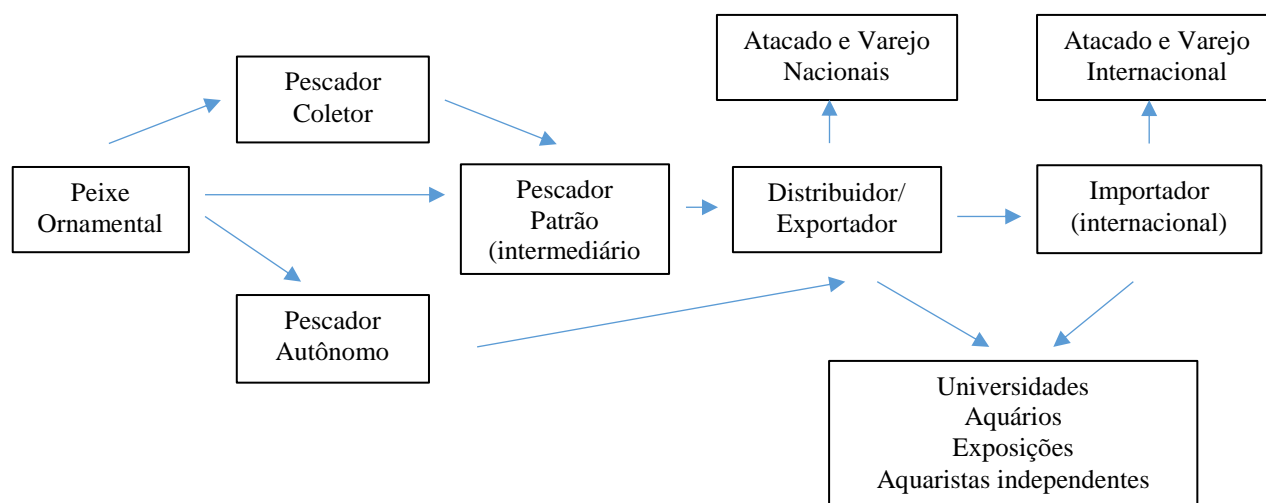 Atacado e Varejo
Nacionais
Atacado e Varejo
Internacional
Pescador
Coletor
Peixe
Ornamental
Pescador
Patrão
(intermediário
Distribuidor/
Exportador
Importador
(internacional)
Pescador
Autônomo
Universidades
Aquários
Exposições
Aquaristas independentes